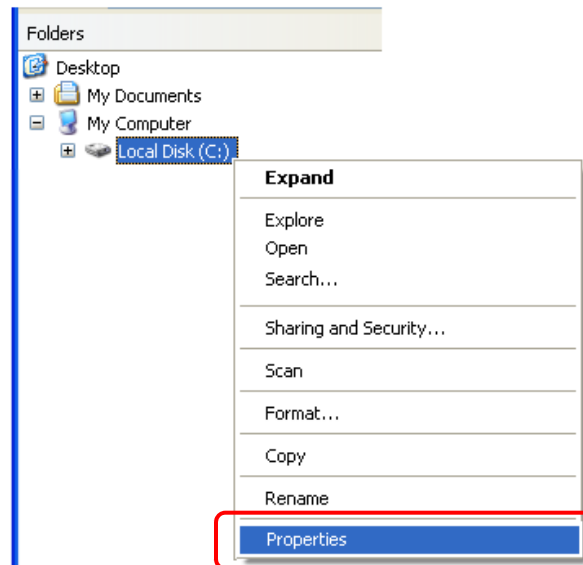 Folders
Desktop
My Documents
My Computer
Local Disk (C:)
Expand
Explore
Open
Search...
Sharing and Security...
Scan
Format...
Copy
Rename
Properties